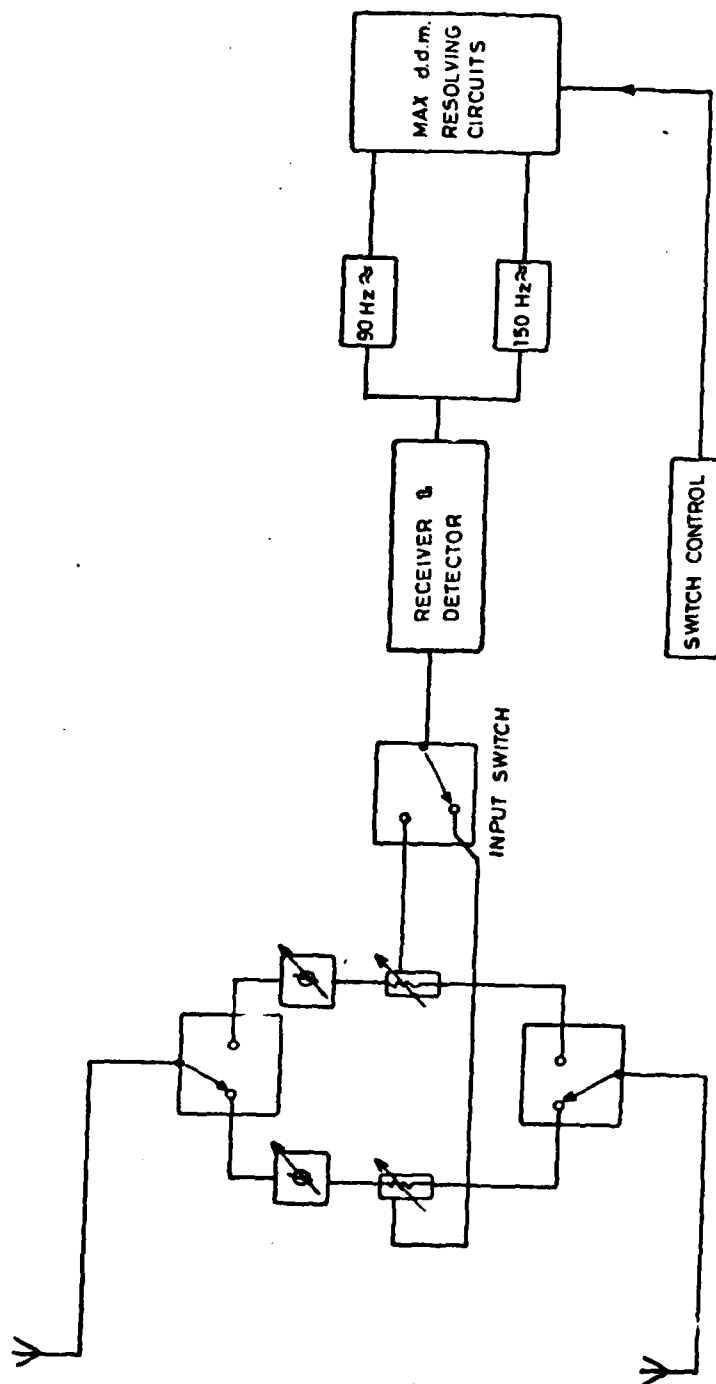 MAX d.d.m.
RESOLVING
CIRCUITS
90 Hz ≈
150 Hz ≈
RECEIVER &
DETECTOR
INPUT SWITCH
SWITCH CONTROL
ϕ
ϕ